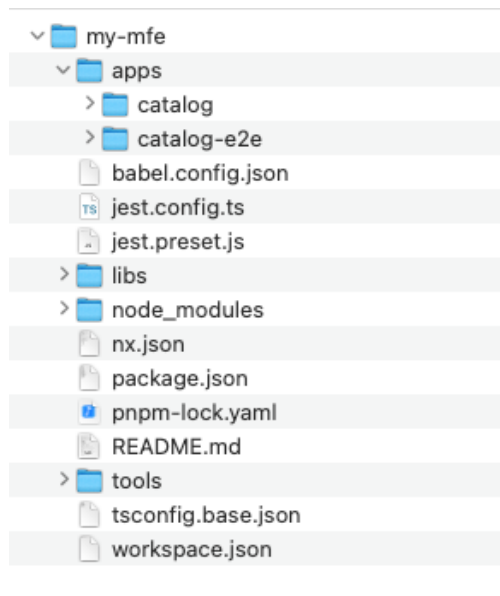 my-mfe
apps
catalog
catalog-e2e
babel.config.json
TS jest.config.ts
jest.preset.js
libs
node_modules
nx.json
package.json
pnpm-lock.yaml
README.md
tools
tsconfig.base.json
workspace.json